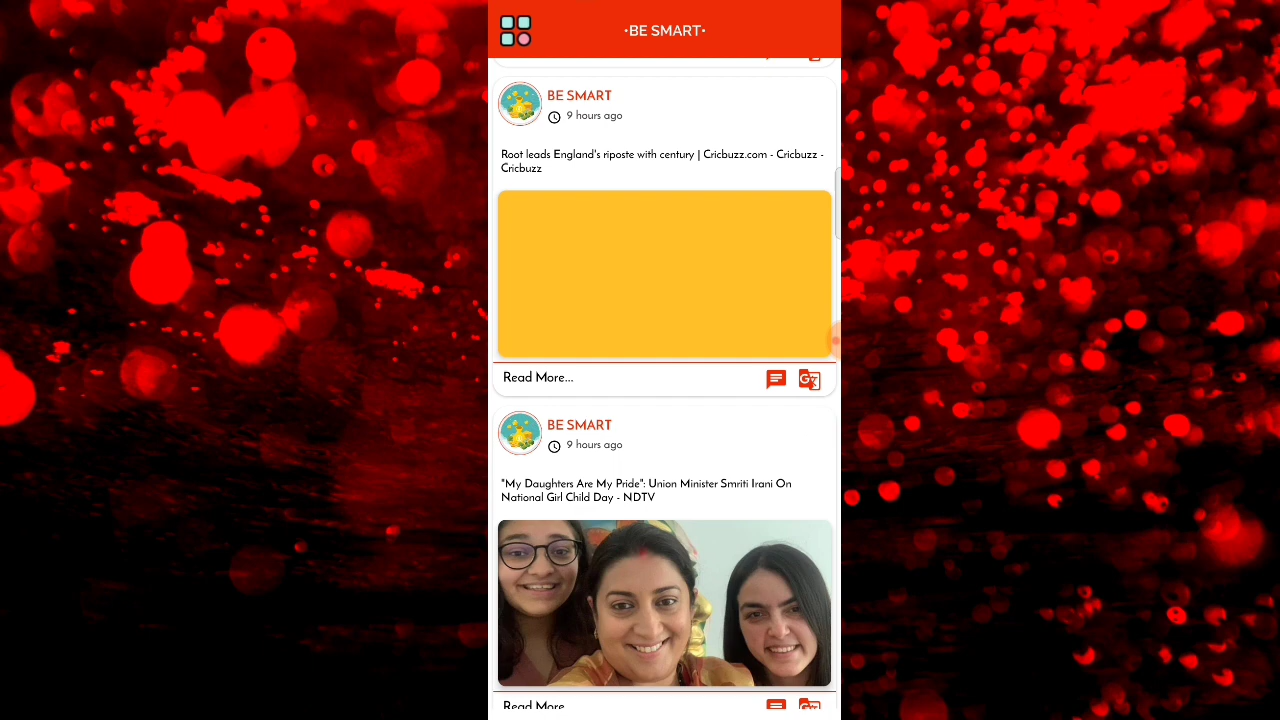 ·BE SMART·
BE SMART
9 hours ago
Root leads England's riposte with century | Cricbuzz.com - Cricbuzz -
Cricbuzz
Read More...
BE SMART
9 hours ago
"My Daughters Are My Pride": Union Minister Smriti Irani On
National Girl Child Day - NDTV
Read More